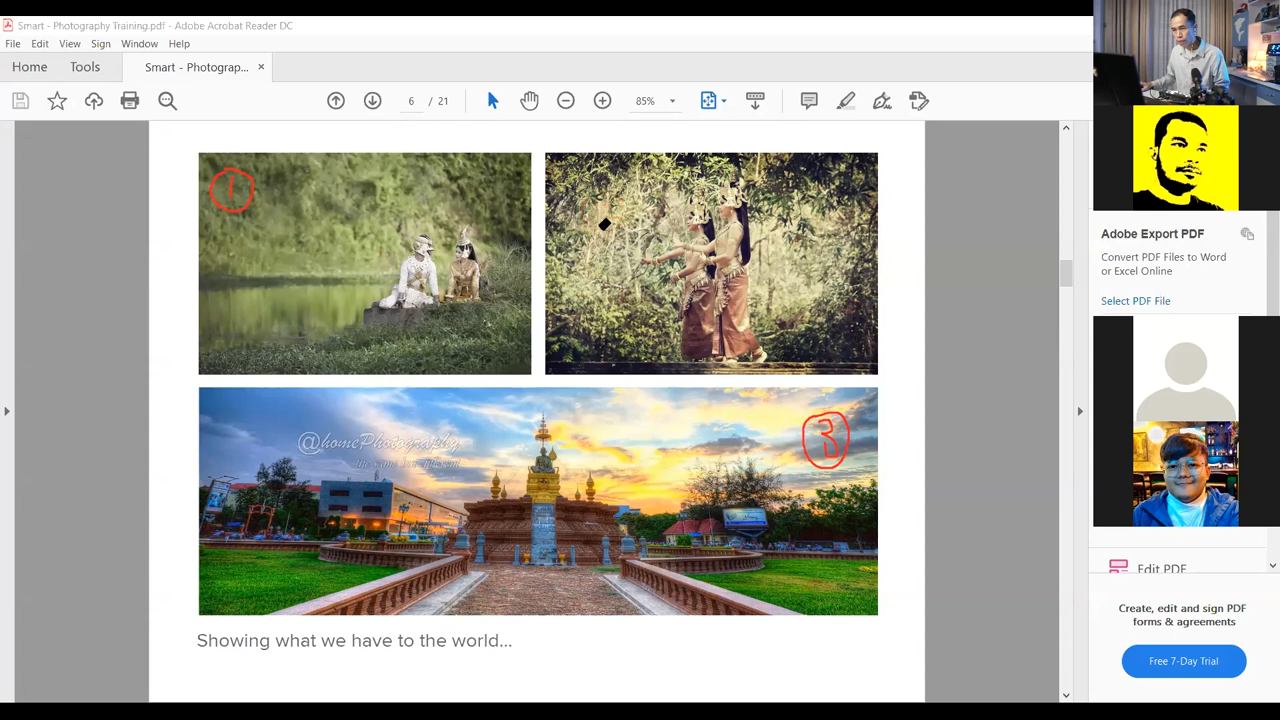 Smart - Photography Training.pdf - Adobe Acrobat Reader DC
File Edit View Sign Window Help
Home Tools Smart - Photograp... ×
6 / 21 85%
1
@homePhotography
3
Showing what we have to the world...
Adobe Export PDF
Convert PDF Files to Word
or Excel Online
Select PDF File
Edit PDF
Create, edit and sign PDF
forms & agreements
Free 7-Day Trial